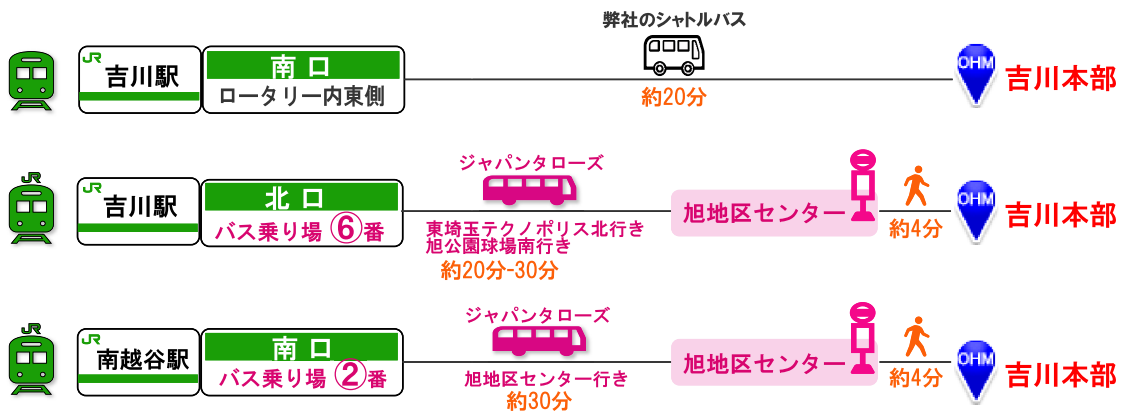 弊社のシャトルバス
JR
吉川駅
南口
ロータリー内東側
約20分
OHM
吉川本部
JR
ジャパンタローズ
JR
吉川駅
北口
バス乗り場⑥番
東埼玉テクノポリス北行き
旭公園球場南行き
約20分-30分
旭地区センター
約4分
OHM
吉川本部
JR
ジャパンタローズ
JR
南越谷駅
南口
バス乗り場②番
旭地区センター行き
約30分
旭地区センター
約4分
OHM
吉川本部